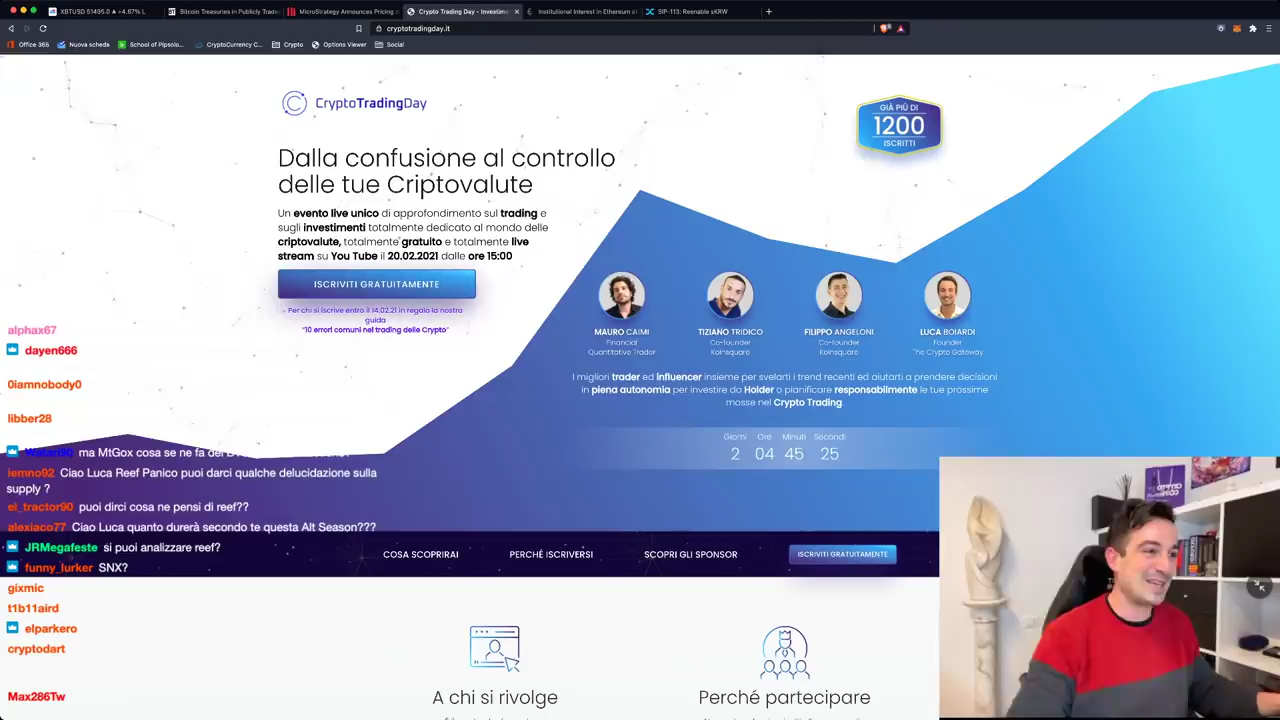 XBTUSD 51495.0 ▲ +4.67%
Bitcoin Treasuries in Publicly Trade
MicroStrategy Announces Pricing o
Crypto Trading Day - Investime
Institutional Interest in Ethereum a
SIP-113: Reenable sKRW
cryptotradingday.it
Office 365
Nuova scheda
School of Pipsolo...
CryptoCurrency C...
Crypto
Options Viewer
Social
CryptoTradingDay
GIÀ PIÙ DI
1200
ISCRITTI
Dalla confusione al controllo
delle tue Criptovalute
Un evento live unico di approfondimento sul trading e
sugli investimenti totalmente dedicato al mondo delle
criptovalute, totalmente gratuito e totalmente live
stream su You Tube il 20.02.2021 dalle ore 15:00
ISCRIVITI GRATUITAMENTE
- Per chi si iscrive entro il 14.02.21 in regalo la nostra
guida
"10 errori comuni nel trading delle Crypto"
MAURO CAIMI
Financial
Quantitative Trader
TIZIANO TRIDICO
Co-founder
Koinsquare
FILIPPO ANGELONI
Co-founder
Koinsquare
LUCA BOIARDI
Founder
The Crypto Gateway
I migliori trader ed influencer insieme per svelarti i trend recenti ed aiutarti a prendere decisioni
in piena autonomia per investire da Holder o pianificare responsabilmente le tue prossime
mosse nel Crypto Trading
Giorni Ore Minuti Secondi
2 04 45 25
alphax67
dayen666
0iamnobody0
libber28
Watari90 ma MtGox cosa se ne fa dei
iemno92 Ciao Luca Reef Panico puoi darci qualche delucidazione sulla
supply ?
el_tractor90 puoi dirci cosa ne pensi di reef??
alexiaco77 Ciao Luca quanto durerà secondo te questa Alt Season???
JRMegafeste si puoi analizzare reef?
funny_lurker SNX?
gixmic
t1b11aird
elparkero
cryptodart
Max286Tw
COSA SCOPRIRAI
PERCHÉ ISCRIVERSI
SCOPRI GLI SPONSOR
ISCRIVITI GRATUITAMENTE
A chi si rivolge
Perché partecipare